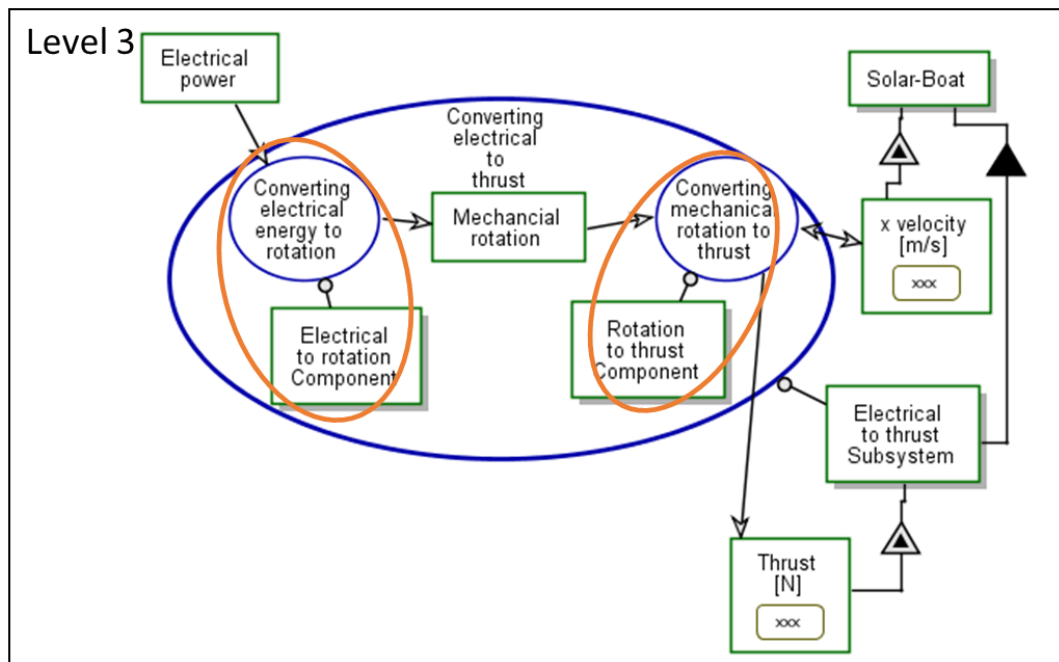 Level 3
Electrical
power
Solar-Boat
Converting
electrical
to
thrust
Converting
electrical
energy to
rotation
Mechancial
rotation
Converting
mechanical
rotation to
thrust
x velocity
[m/s]
xxx
Electrical
to rotation
Component
Rotation
to thrust
Component
Electrical
to thrust
Subsystem
Thrust
[N]
xxx